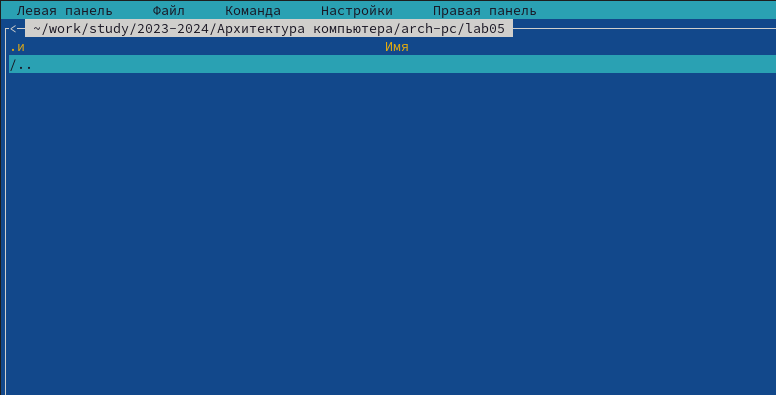 Левая панель Файл Команда Настройки Правая панель
<─ ~/work/study/2023-2024/Архитектура компьютера/arch-pc/lab05
.и Имя
/..